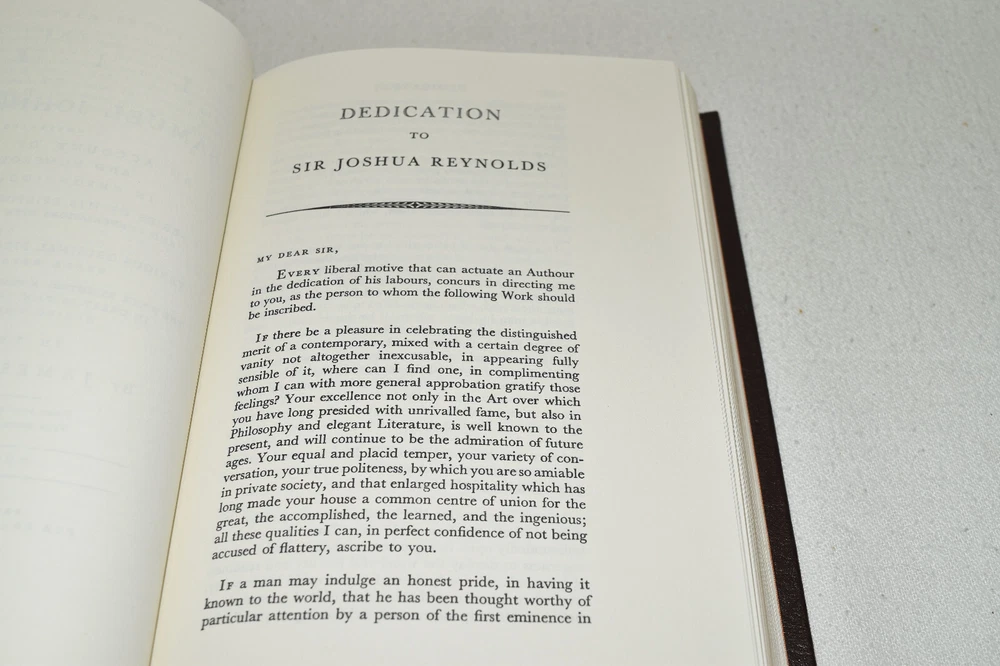 DEDICATION
TO
SIR JOSHUA REYNOLDS
MY DEAR SIR,
EVERY liberal motive that can actuate an Authour
in the dedication of his labours, concurs in directing me
to you, as the person to whom the following Work should
be inscribed.
IF there be a pleasure in celebrating the distinguished
merit of a contemporary, mixed with a certain degree of
vanity not altogether inexcusable, in appearing fully
sensible of it, where can I find one, in complimenting
whom I can with more general approbation gratify those
feelings? Your excellence not only in the Art over which
you have long presided with unrivalled fame, but also in
Philosophy and elegant Literature, is well known to the
present, and will continue to be the admiration of future
ages. Your equal and placid temper, your variety of con-
versation, your true politeness, by which you are so amiable
in private society, and that enlarged hospitality which has
long made your house a common centre of union for the
great, the accomplished, the learned, and the ingenious;
all these qualities I can, in perfect confidence of not being
accused of flattery, ascribe to you.
IF a man may indulge an honest pride, in having it
known to the world, that he has been thought worthy of
particular attention by a person of the first eminence in